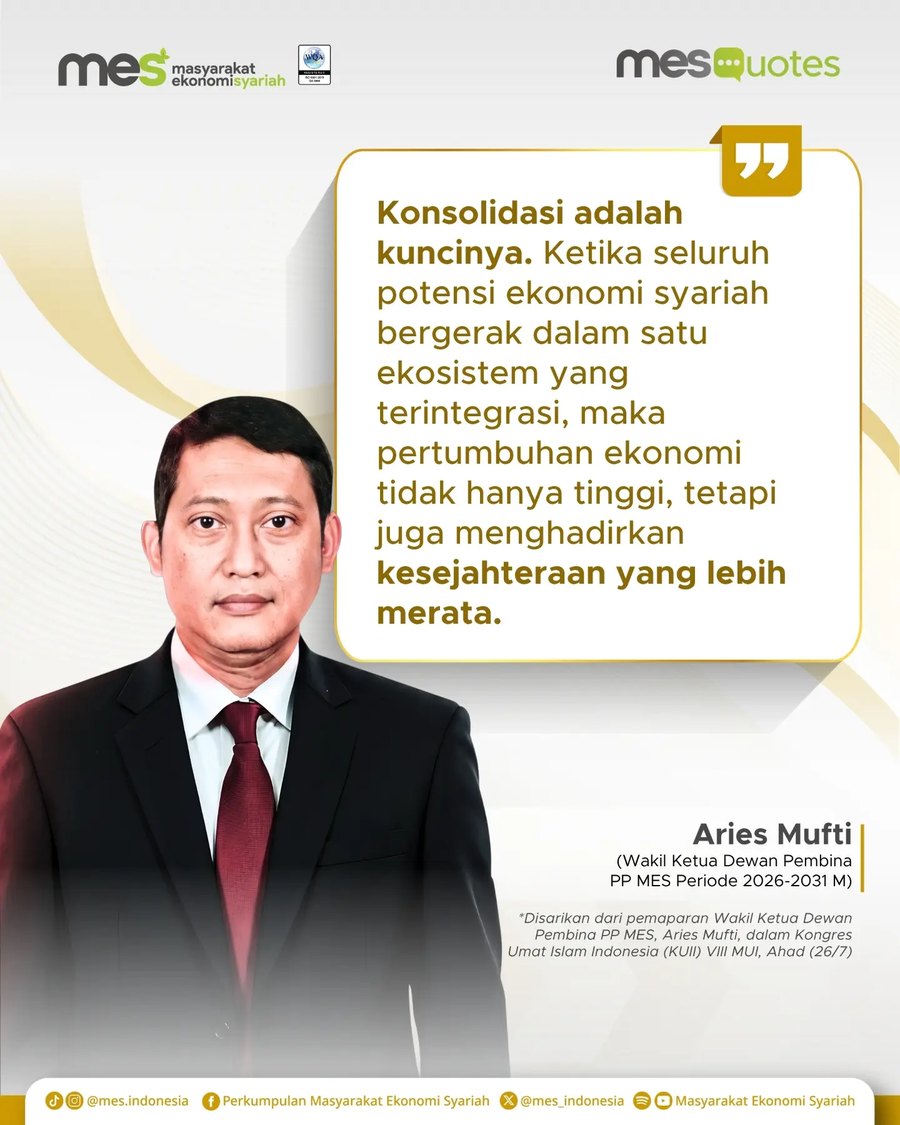 mes masyarakat
ekonomisyariah
WQA
mesQuotes
Konsolidasi adalah
kuncinya. Ketika seluruh
potensi ekonomi syariah
bergerak dalam satu
ekosistem yang
terintegrasi, maka
pertumbuhan ekonomi
tidak hanya tinggi, tetapi
juga menghadirkan
kesejahteraan yang lebih
merata.
Aries Mufti
(Wakil Ketua Dewan Pembina
PP MES Periode 2026-2031 M)
*Disarikan dari pemaparan Wakil Ketua Dewan
Pembina PP MES, Aries Mufti, dalam Kongres
Umat Islam Indonesia (KUII) VIII MUI, Ahad (26/7)
@mes.indonesia Perkumpulan Masyarakat Ekonomi Syariah @mes_indonesia Masyarakat Ekonomi Syariah